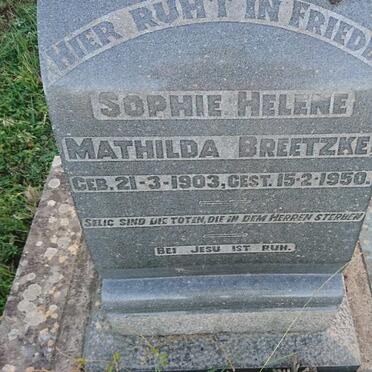 HIER RUHT IN FRIEDE
SOPHIE HELENE
MATHILDA BREETZKE
GEB. 21-3-1903, GEST. 15-2-1950.
SELIG SIND DIE TOTEN, DIE IN DEM HERREN STERBEN
BEI JESU IST RUH.